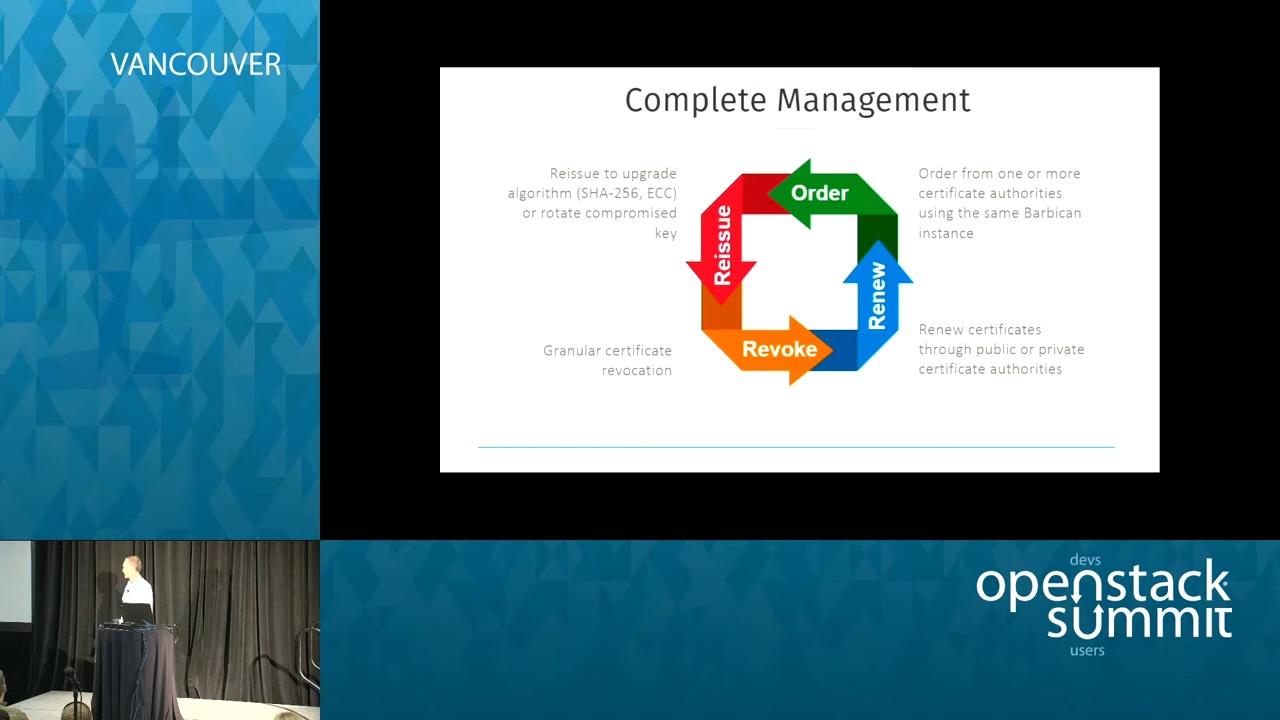 VANCOUVER
Complete Management
Reissue to upgrade
algorithm (SHA-256, ECC)
or rotate compromised
key
Order
Order from one or more
certificate authorities
using the same Barbican
instance
Reissue
Renew
Granular certificate
revocation
Revoke
Renew certificates
through public or private
certificate authorities
devs
openstack
summit
users